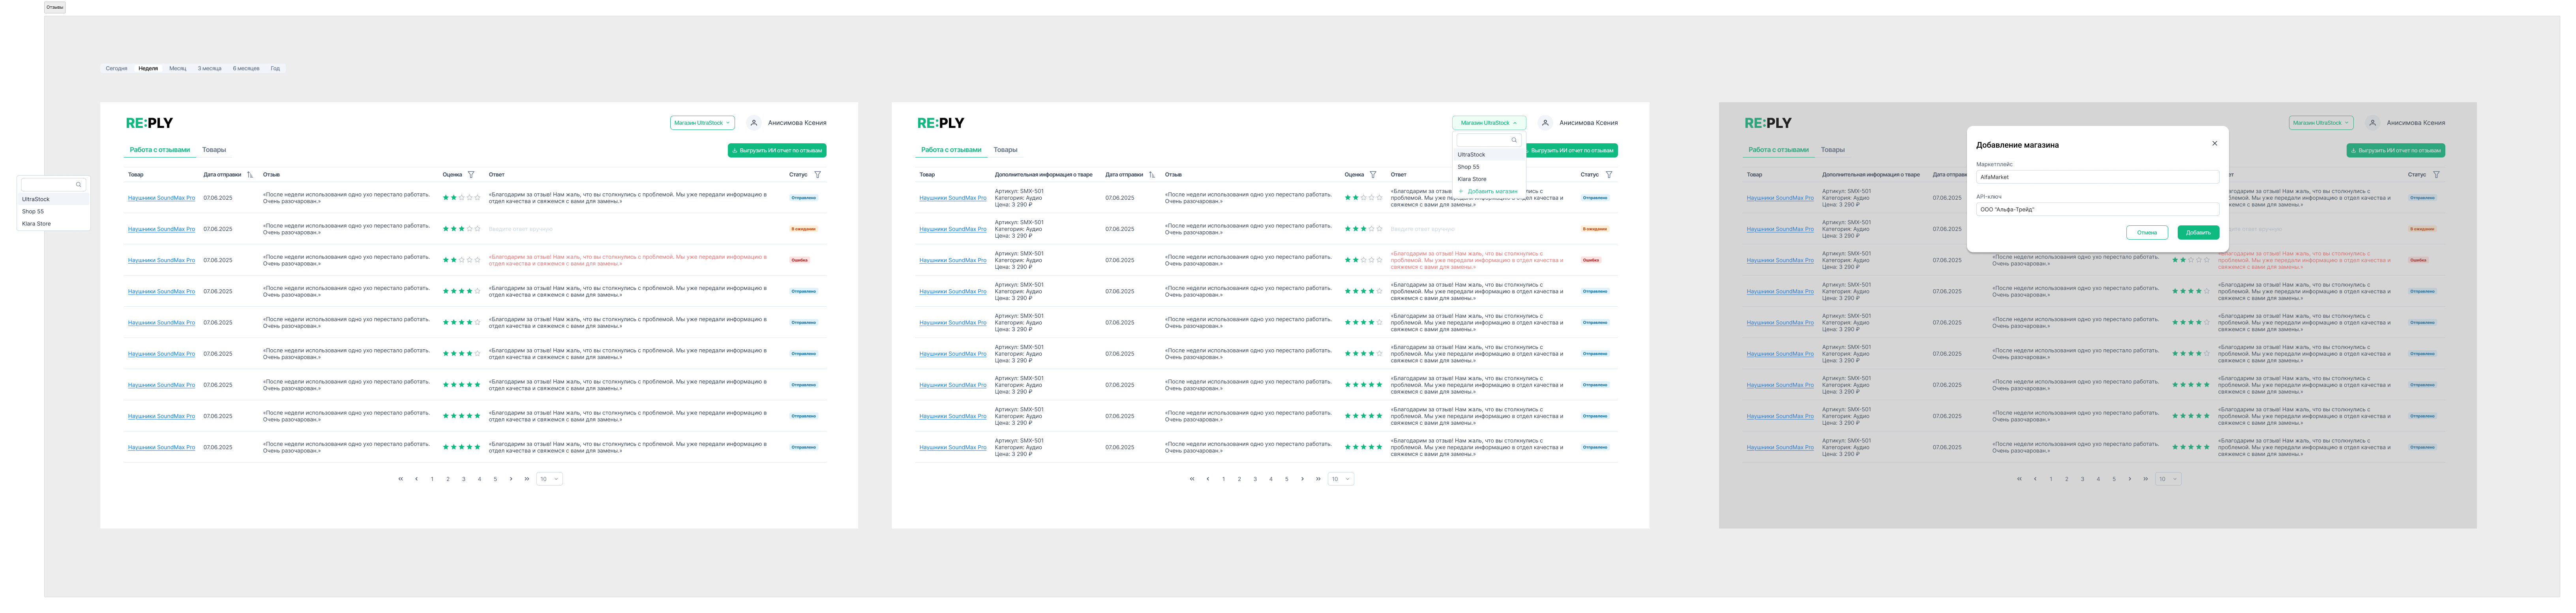 Отзывы
Сегодня Неделя Месяц 3 месяца 6 месяцев Год
UltraStock
Shop 55
Klara Store
RE:PLY
Магазин UltraStock
Анисимова Ксения
Работа с отзывами Товары
Выгрузить ИИ отчет по отзывам
Товар Дата отправки Отзыв Оценка Ответ Статус
Наушники SoundMax Pro 07.06.2025
«После недели использования одно ухо перестало работать.
Очень разочарован.»
«Благодарим за отзыв! Нам жаль, что вы столкнулись с проблемой. Мы уже передали информацию в
отдел качества и свяжемся с вами для замены.»
Отправлено
Наушники SoundMax Pro 07.06.2025
«После недели использования одно ухо перестало работать.
Очень разочарован.»
Введите ответ вручную
В ожидании
Наушники SoundMax Pro 07.06.2025
«После недели использования одно ухо перестало работать.
Очень разочарован.»
«Благодарим за отзыв! Нам жаль, что вы столкнулись с проблемой. Мы уже передали информацию в
отдел качества и свяжемся с вами для замены.»
Ошибка
Наушники SoundMax Pro 07.06.2025
«После недели использования одно ухо перестало работать.
Очень разочарован.»
«Благодарим за отзыв! Нам жаль, что вы столкнулись с проблемой. Мы уже передали информацию в
отдел качества и свяжемся с вами для замены.»
Отправлено
Наушники SoundMax Pro 07.06.2025
«После недели использования одно ухо перестало работать.
Очень разочарован.»
«Благодарим за отзыв! Нам жаль, что вы столкнулись с проблемой. Мы уже передали информацию в
отдел качества и свяжемся с вами для замены.»
Отправлено
Наушники SoundMax Pro 07.06.2025
«После недели использования одно ухо перестало работать.
Очень разочарован.»
«Благодарим за отзыв! Нам жаль, что вы столкнулись с проблемой. Мы уже передали информацию в
отдел качества и свяжемся с вами для замены.»
Отправлено
Наушники SoundMax Pro 07.06.2025
«После недели использования одно ухо перестало работать.
Очень разочарован.»
«Благодарим за отзыв! Нам жаль, что вы столкнулись с проблемой. Мы уже передали информацию в
отдел качества и свяжемся с вами для замены.»
Отправлено
Наушники SoundMax Pro 07.06.2025
«После недели использования одно ухо перестало работать.
Очень разочарован.»
«Благодарим за отзыв! Нам жаль, что вы столкнулись с проблемой. Мы уже передали информацию в
отдел качества и свяжемся с вами для замены.»
Отправлено
Наушники SoundMax Pro 07.06.2025
«После недели использования одно ухо перестало работать.
Очень разочарован.»
«Благодарим за отзыв! Нам жаль, что вы столкнулись с проблемой. Мы уже передали информацию в
отдел качества и свяжемся с вами для замены.»
Отправлено
1 2 3 4 5 10
RE:PLY
Магазин UltraStock
Анисимова Ксения
UltraStock
Shop 55
Klara Store
+ Добавить магазин
Работа с отзывами Товары
Выгрузить ИИ отчет по отзывам
Товар Дополнительная информация о тваре Дата отправки Отзыв Оценка Ответ Статус
Наушники SoundMax Pro
Артикул: SMX-501
Категория: Аудио
Цена: 3 290 ₽
07.06.2025
«После недели использования одно ухо перестало работать.
Очень разочарован.»
«Благодарим за отзыв! Нам жаль, что вы столкнулись с
проблемой. Мы уже передали информацию в отдел качества и
свяжемся с вами для замены.»
Отправлено
Наушники SoundMax Pro
Артикул: SMX-501
Категория: Аудио
Цена: 3 290 ₽
07.06.2025
«После недели использования одно ухо перестало работать.
Очень разочарован.»
Введите ответ вручную
В ожидании
Наушники SoundMax Pro
Артикул: SMX-501
Категория: Аудио
Цена: 3 290 ₽
07.06.2025
«После недели использования одно ухо перестало работать.
Очень разочарован.»
«Благодарим за отзыв! Нам жаль, что вы столкнулись с
проблемой. Мы уже передали информацию в отдел качества и
свяжемся с вами для замены.»
Ошибка
Наушники SoundMax Pro
Артикул: SMX-501
Категория: Аудио
Цена: 3 290 ₽
07.06.2025
«После недели использования одно ухо перестало работать.
Очень разочарован.»
«Благодарим за отзыв! Нам жаль, что вы столкнулись с
проблемой. Мы уже передали информацию в отдел качества и
свяжемся с вами для замены.»
Отправлено
Наушники SoundMax Pro
Артикул: SMX-501
Категория: Аудио
Цена: 3 290 ₽
07.06.2025
«После недели использования одно ухо перестало работать.
Очень разочарован.»
«Благодарим за отзыв! Нам жаль, что вы столкнулись с
проблемой. Мы уже передали информацию в отдел качества и
свяжемся с вами для замены.»
Отправлено
Наушники SoundMax Pro
Артикул: SMX-501
Категория: Аудио
Цена: 3 290 ₽
07.06.2025
«После недели использования одно ухо перестало работать.
Очень разочарован.»
«Благодарим за отзыв! Нам жаль, что вы столкнулись с
проблемой. Мы уже передали информацию в отдел качества и
свяжемся с вами для замены.»
Отправлено
Наушники SoundMax Pro
Артикул: SMX-501
Категория: Аудио
Цена: 3 290 ₽
07.06.2025
«После недели использования одно ухо перестало работать.
Очень разочарован.»
«Благодарим за отзыв! Нам жаль, что вы столкнулись с
проблемой. Мы уже передали информацию в отдел качества и
свяжемся с вами для замены.»
Отправлено
Наушники SoundMax Pro
Артикул: SMX-501
Категория: Аудио
Цена: 3 290 ₽
07.06.2025
«После недели использования одно ухо перестало работать.
Очень разочарован.»
«Благодарим за отзыв! Нам жаль, что вы столкнулись с
проблемой. Мы уже передали информацию в отдел качества и
свяжемся с вами для замены.»
Отправлено
Наушники SoundMax Pro
Артикул: SMX-501
Категория: Аудио
Цена: 3 290 ₽
07.06.2025
«После недели использования одно ухо перестало работать.
Очень разочарован.»
«Благодарим за отзыв! Нам жаль, что вы столкнулись с
проблемой. Мы уже передали информацию в отдел качества и
свяжемся с вами для замены.»
Отправлено
1 2 3 4 5 10
RE:PLY
Магазин UltraStock
Анисимова Ксения
Работа с отзывами Товары
Выгрузить ИИ отчет по отзывам
Добавление магазина
Маркетплейс
AlfaMarket
API-ключ
ООО "Альфа-Трейд"
Отмена
Добавить
Товар Дополнительная информация о тваре Дата Статус
Наушники SoundMax Pro
Артикул: SMX-501
Категория: Аудио
Цена: 3 290 ₽
07.06.2025
с
отдел качества и
свяжемся с вами для замены.»
Отправлено
Наушники SoundMax Pro
Артикул: SMX-501
Категория: Аудио
Цена: 3 290 ₽
07.06.2025
ответ вручную
В ожидании
Наушники SoundMax Pro
Артикул: SMX-501
Категория: Аудио
Цена: 3 290 ₽
07.06.2025
«После недели использования одно ухо перестало работать.
Очень разочарован.»
«Благодарим за отзыв! Нам жаль, что вы столкнулись с
проблемой. Мы уже передали информацию в отдел качества и
свяжемся с вами для замены.»
Ошибка
Наушники SoundMax Pro
Артикул: SMX-501
Категория: Аудио
Цена: 3 290 ₽
07.06.2025
«После недели использования одно ухо перестало работать.
Очень разочарован.»
«Благодарим за отзыв! Нам жаль, что вы столкнулись с
проблемой. Мы уже передали информацию в отдел качества и
свяжемся с вами для замены.»
Отправлено
Наушники SoundMax Pro
Артикул: SMX-501
Категория: Аудио
Цена: 3 290 ₽
07.06.2025
«После недели использования одно ухо перестало работать.
Очень разочарован.»
«Благодарим за отзыв! Нам жаль, что вы столкнулись с
проблемой. Мы уже передали информацию в отдел качества и
свяжемся с вами для замены.»
Отправлено
Наушники SoundMax Pro
Артикул: SMX-501
Категория: Аудио
Цена: 3 290 ₽
07.06.2025
«После недели использования одно ухо перестало работать.
Очень разочарован.»
«Благодарим за отзыв! Нам жаль, что вы столкнулись с
проблемой. Мы уже передали информацию в отдел качества и
свяжемся с вами для замены.»
Отправлено
Наушники SoundMax Pro
Артикул: SMX-501
Категория: Аудио
Цена: 3 290 ₽
07.06.2025
«После недели использования одно ухо перестало работать.
Очень разочарован.»
«Благодарим за отзыв! Нам жаль, что вы столкнулись с
проблемой. Мы уже передали информацию в отдел качества и
свяжемся с вами для замены.»
Отправлено
Наушники SoundMax Pro
Артикул: SMX-501
Категория: Аудио
Цена: 3 290 ₽
07.06.2025
«После недели использования одно ухо перестало работать.
Очень разочарован.»
«Благодарим за отзыв! Нам жаль, что вы столкнулись с
проблемой. Мы уже передали информацию в отдел качества и
свяжемся с вами для замены.»
Отправлено
Наушники SoundMax Pro
Артикул: SMX-501
Категория: Аудио
Цена: 3 290 ₽
07.06.2025
«После недели использования одно ухо перестало работать.
Очень разочарован.»
«Благодарим за отзыв! Нам жаль, что вы столкнулись с
проблемой. Мы уже передали информацию в отдел качества и
свяжемся с вами для замены.»
Отправлено
1 2 3 4 5 10